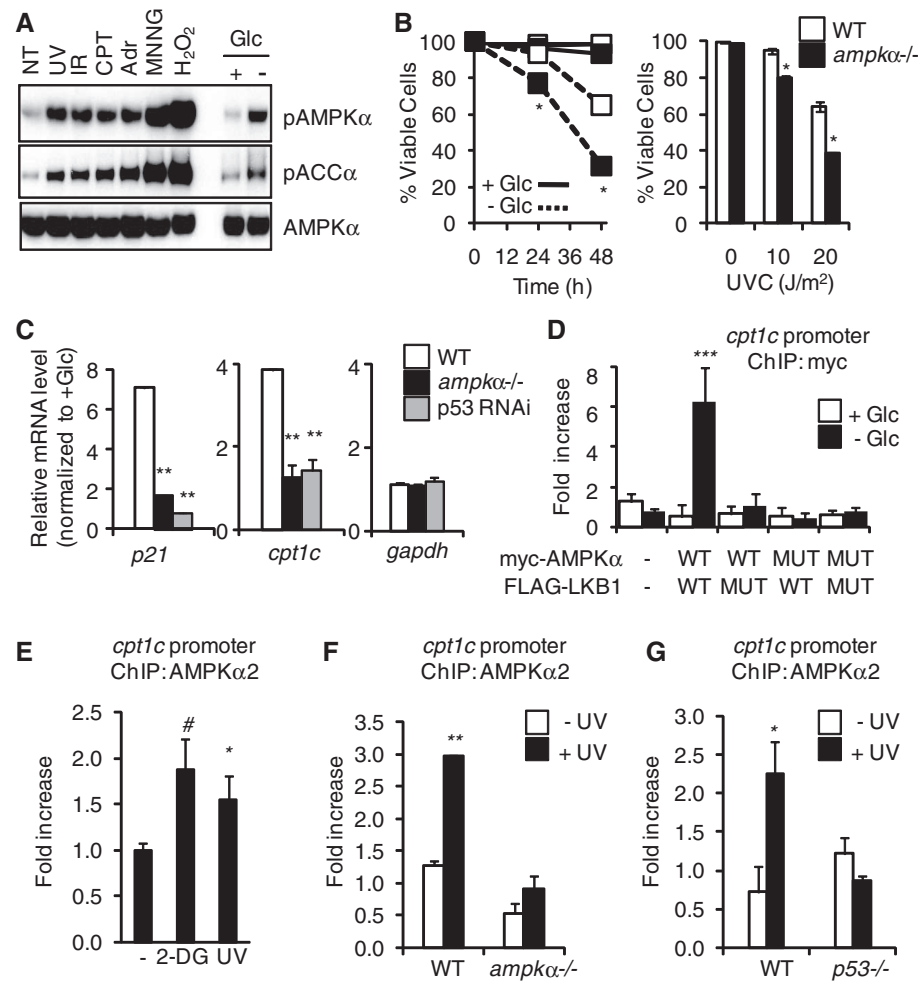 A
NT UV IR CPT Adr MNNG H2O2
Glc
+ -
pAMPKα
pACCα
AMPKα
B
% Viable Cells
100
80
60
40
20
0
*
*
+ Glc
- Glc
0 12 24 36 48
Time (h)
% Viable Cells
100
80
60
40
20
0
WT
ampkα-/-
*
*
0 10 20
UVC (J/m²)
C
Relative mRNA level
(normalized to +Glc)
8
6
4
2
0
**
**
p21
4
2
0
** **
cpt1c
4
2
0
gapdh
WT
ampkα-/-
p53 RNAi
D
cpt1c promoter
ChIP: myc
Fold increase
8
6
4
2
0
***
+ Glc
- Glc
myc-AMPKα - WT WT MUT MUT
FLAG-LKB1 - WT MUT WT MUT
E
cpt1c promoter
ChIP: AMPKα2
Fold increase
2.5
2.0
1.5
1.0
0.5
0.0
#
*
- 2-DG UV
F
cpt1c promoter
ChIP: AMPKα2
Fold increase
3.5
3.0
2.5
2.0
1.5
1.0
0.5
0.0
**
- UV
+ UV
WT ampkα-/-
G
cpt1c promoter
ChIP: AMPKα2
Fold increase
3.0
2.5
2.0
1.5
1.0
0.5
0.0
*
- UV
+ UV
WT p53-/-